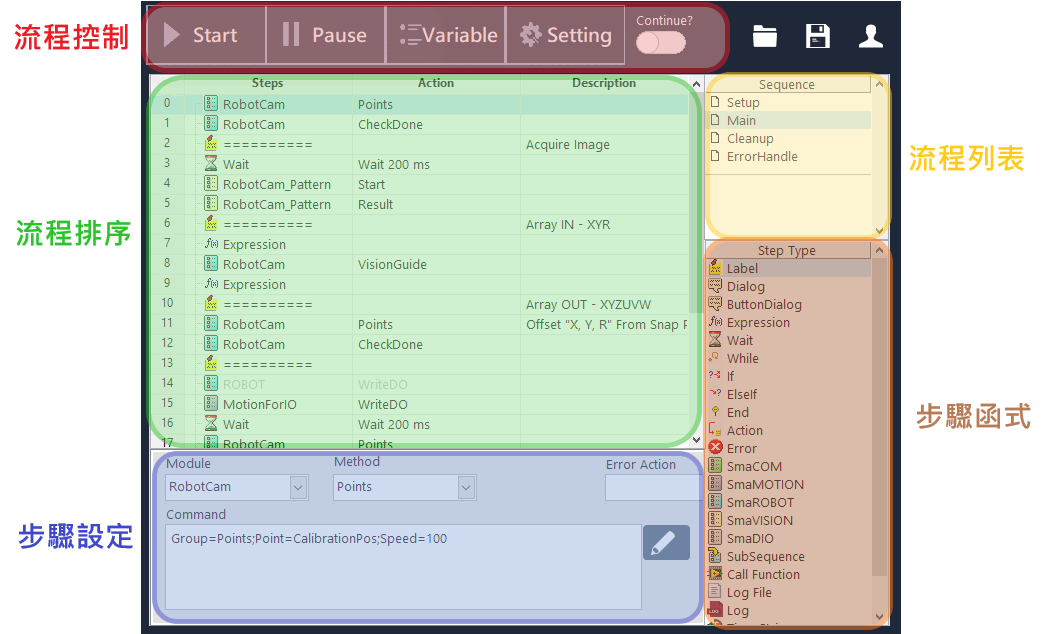 流程控制
Start Pause Variable Setting Continue?
Steps Action Description
0 RobotCam Points
1 RobotCam CheckDone
2 ========== Acquire Image
3 Wait Wait 200 ms
4 RobotCam_Pattern Start
5 RobotCam_Pattern Result
6 ========== Array IN - XYR
7 f(x) Expression
8 RobotCam VisionGuide
9 f(x) Expression
10 ========== Array OUT - XYZUVW
11 RobotCam Points Offset "X, Y, R" From Snap P
12 RobotCam CheckDone
13 ==========
14 ROBOT WriteDO
15 MotionForIO WriteDO
16 Wait Wait 200 ms
17 RobotCam Points
流程排序
Sequence
Setup
Main
Cleanup
ErrorHandle
流程列表
Step Type
Label
Dialog
ButtonDialog
f(x) Expression
Wait
While
If
ElseIf
End
Action
Error
SmaCOM
SmaMOTION
SmaROBOT
SmaVISION
SmaDIO
SubSequence
Call Function
Log File
LOG Log
步驟函式
Module Method Error Action
RobotCam Points
Command
Group=Points;Point=CalibrationPos;Speed=100
步驟設定